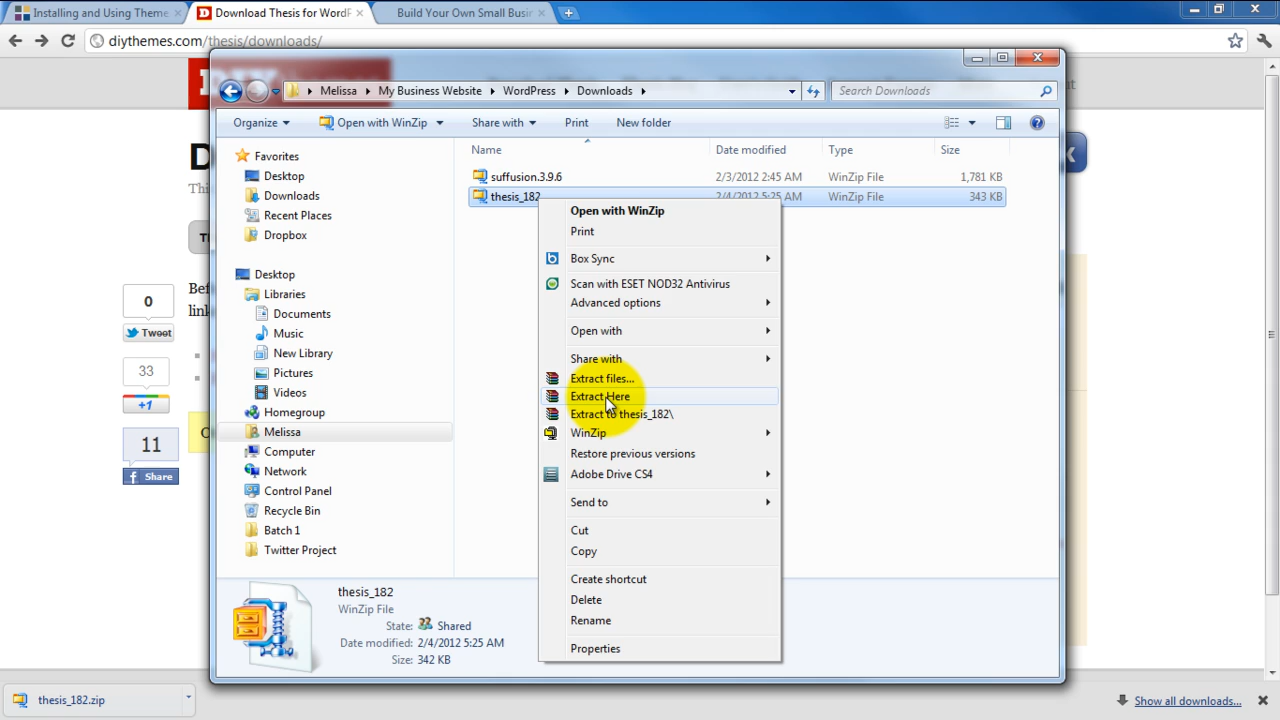 Installing and Using Theme
Download Thesis for WordP
Build Your Own Small Busin
diythemes.com/thesis/downloads/
Melissa
My Business Website
WordPress
Downloads
Search Downloads
Organize
Open with WinZip
Share with
Print
New folder
Name
Date modified
Type
Size
suffusion.3.9.6
2/3/2012 2:45 AM
WinZip File
1,781 KB
thesis_182
2/4/2012 5:25 AM
WinZip File
343 KB
Favorites
Desktop
Downloads
Recent Places
Dropbox
Desktop
Libraries
Documents
Music
New Library
Pictures
Videos
Homegroup
Melissa
Computer
Network
Control Panel
Recycle Bin
Batch 1
Twitter Project
Open with WinZip
Print
Box Sync
Scan with ESET NOD32 Antivirus
Advanced options
Open with
Share with
Extract files...
Extract Here
Extract to thesis_182\
WinZip
Restore previous versions
Adobe Drive CS4
Send to
Cut
Copy
Create shortcut
Delete
Rename
Properties
thesis_182
WinZip File
State: Shared
Date modified: 2/4/2012 5:25 AM
Size: 342 KB
0
Tweet
33
+1
11
Share
thesis_182.zip
Show all downloads...